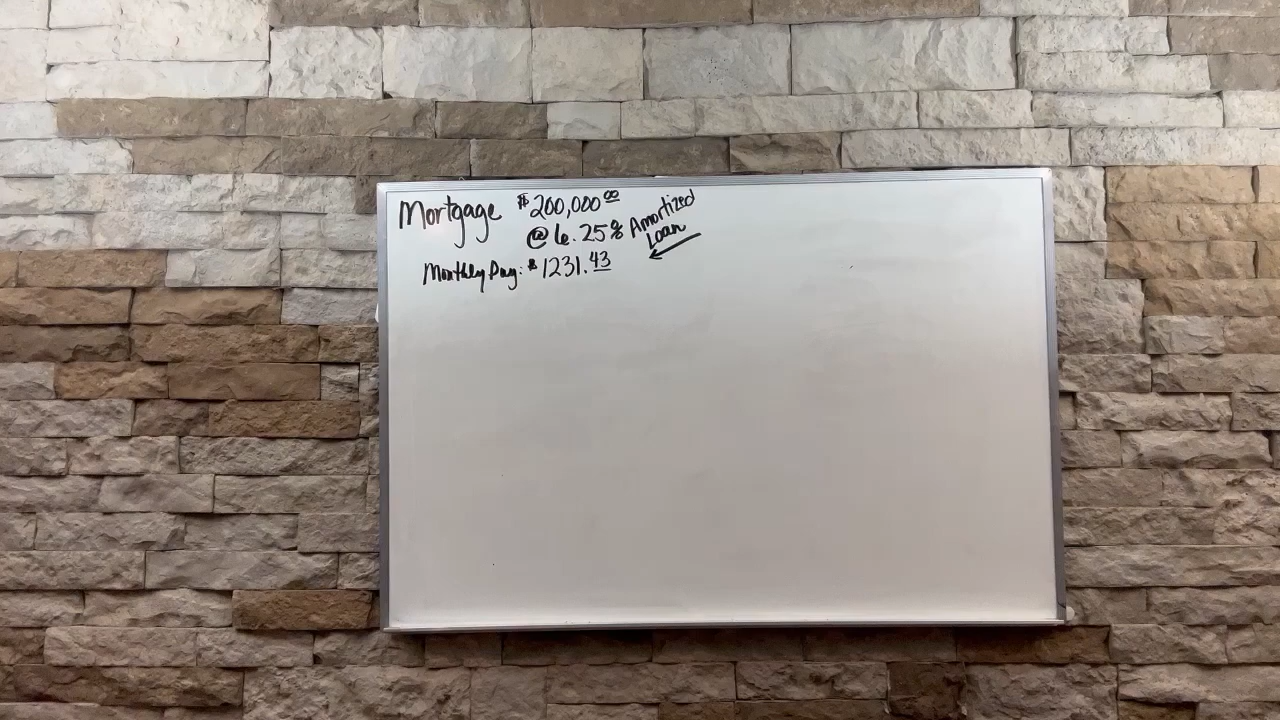 Mortgage $200,000.00
@ 6.25% Amortized
Loan
Monthly Pay: $1231.43